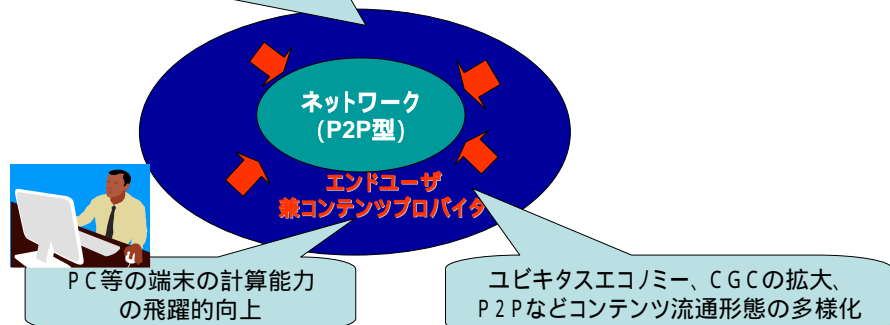 ネットワーク
(P2P型)
エンドユーザ
兼コンテンツプロバイダ
PC等の端末の計算能力
の飛躍的向上
ユビキタスエコノミー、CGCの拡大、
P2Pなどコンテンツ流通形態の多様化